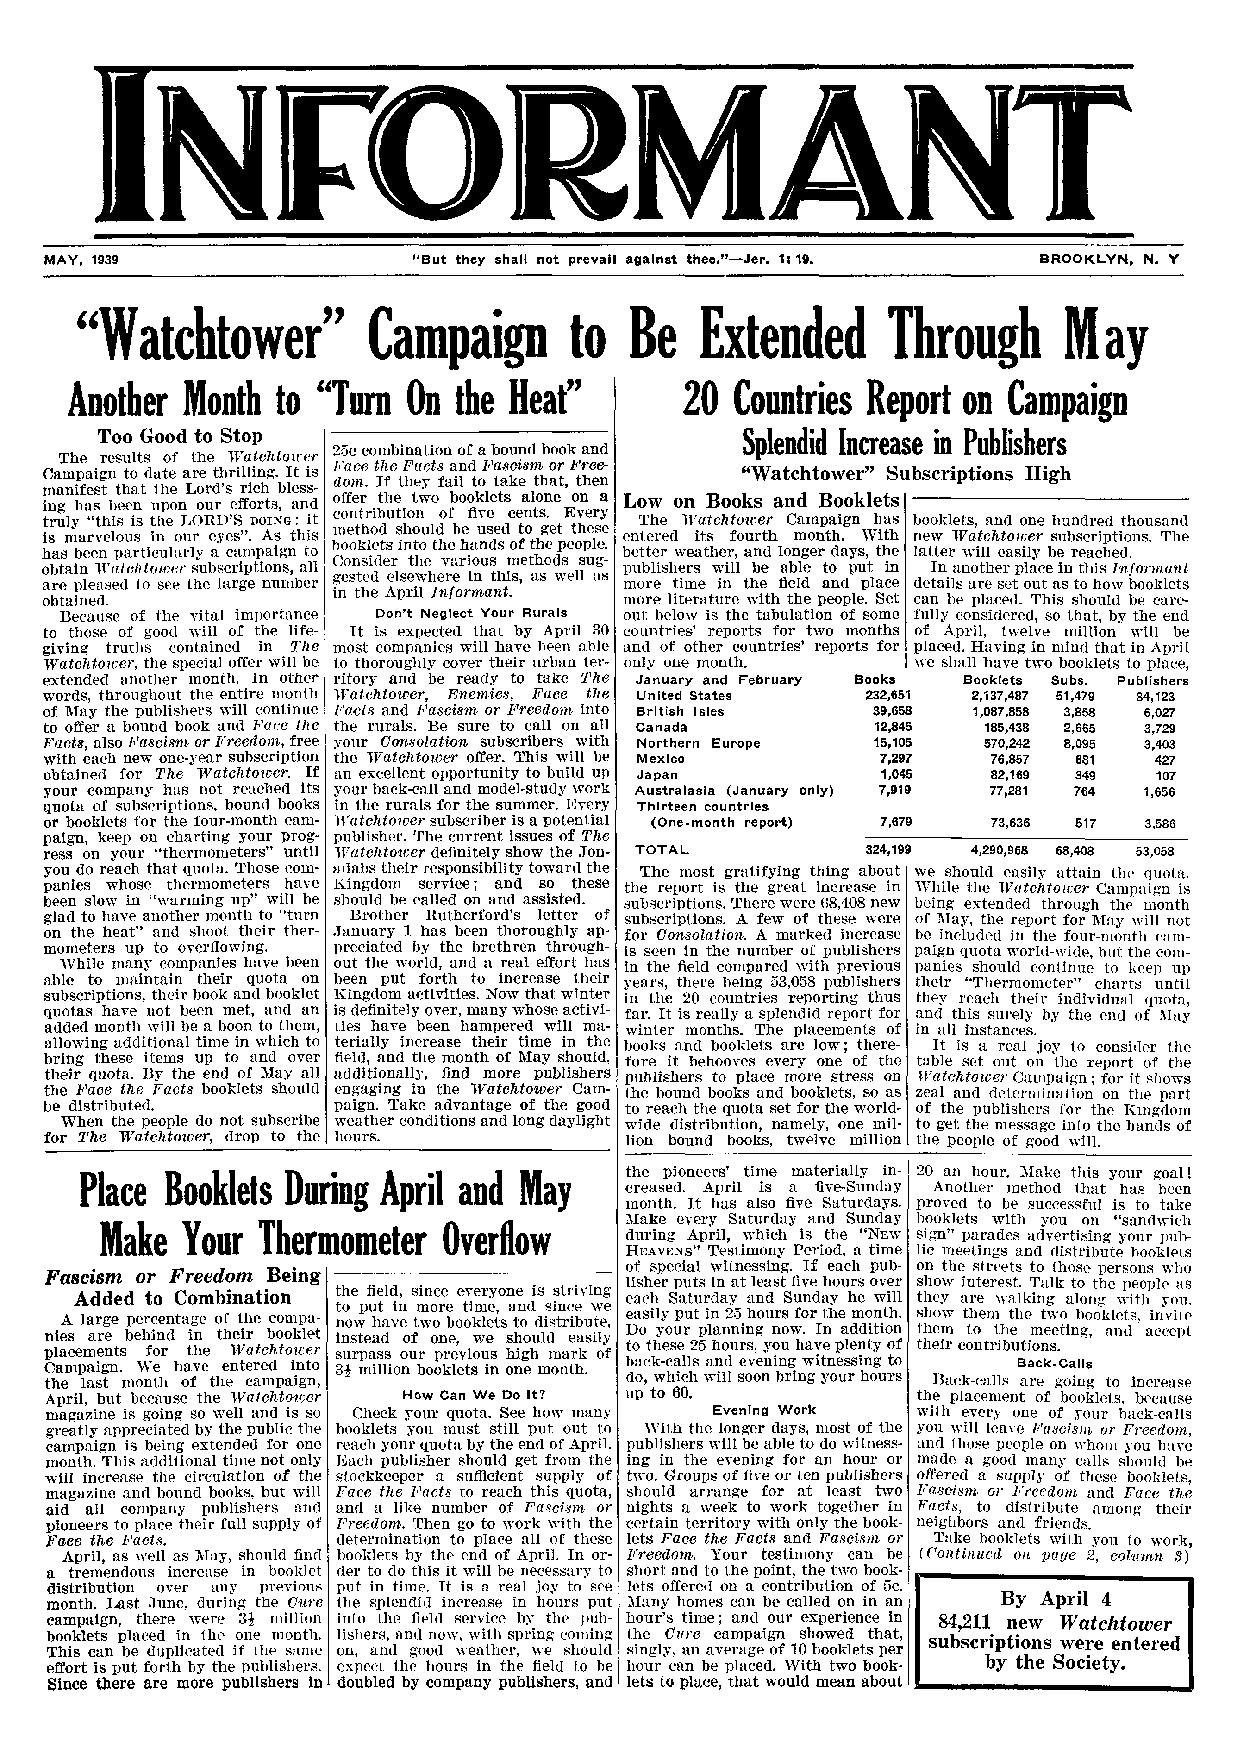 INFORMANT
MAY, 1939
"But they shall not prevail against thee."—Jer. 1:19.
BROOKLYN, N. Y
"Watchtower" Campaign to Be Extended Through May
Another Month to "Turn On the Heat"
Too Good to Stop
The results of the Watchtower
Campaign to date are thrilling. It is
manifest that the Lord's rich bless-
ing has been upon our efforts, and
truly "this is the LORD'S DOING: it
is marvelous in our eyes". As this
has been particularly a campaign to
obtain Watchtower subscriptions, all
are pleased to see the large number
obtained.
Because of the vital importance
to those of good will of the life-
giving truths contained in The
Watchtower, the special offer will be
extended another month. In other
words, throughout the entire month
of May the publishers will continue
to offer a bound book and Face the
Facts, also Fascism or Freedom, free
with each new one-year subscription
obtained for The Watchtower. If
your company has not reached its
quota of subscriptions, bound books
or booklets for the four-month cam-
paign, keep on charting your prog-
ress on your "thermometers" until
you do reach that quota. Those com-
panies whose thermometers have
been slow in "warming up" will be
glad to have another month to "turn
on the heat" and shoot their ther-
mometers up to overflowing.
While many companies have been
able to maintain their quota on
subscriptions, their book and booklet
quotas have not been met, and an
added month will be a boon to them,
allowing additional time in which to
bring these items up to and over
their quota. By the end of May all
the Face the Facts booklets should
be distributed.
When the people do not subscribe
for The Watchtower, drop to the
25c combination of a bound book and
Face the Facts and Fascism or Free-
dom. If they fail to take that, then
offer the two booklets alone on a
contribution of five cents. Every
method should be used to get these
booklets into the hands of the people.
Consider the various methods sug-
gested elsewhere in this, as well as
in the April Informant.
Don't Neglect Your Rurals
It is expected that by April 30
most companies will have been able
to thoroughly cover their urban ter-
ritory and be ready to take The
Watchtower, Enemies, Face the
Facts and Fascism or Freedom into
the rurals. Be sure to call on all
your Consolation subscribers with
the Watchtower offer. This will be
an excellent opportunity to build up
your back-call and model-study work
in the rurals for the summer. Every
Watchtower subscriber is a potential
publisher. The current issues of The
Watchtower definitely show the Jon-
adabs their responsibility toward the
Kingdom service; and so these
should be called on and assisted.
Brother Rutherford's letter of
January 1 has been thoroughly ap-
preciated by the brethren through-
out the world, and a real effort has
been put forth to increase their
Kingdom activities. Now that winter
is definitely over, many whose activi-
ties have been hampered will ma-
terially increase their time in the
field, and the month of May should,
additionally, find more publishers
engaging in the Watchtower Cam-
paign. Take advantage of the good
weather conditions and long daylight
hours.
20 Countries Report on Campaign
Splendid Increase in Publishers
"Watchtower" Subscriptions High
Low on Books and Booklets
The Watchtower Campaign has
entered its fourth month. With
better weather, and longer days, the
publishers will be able to put in
more time in the field and place
more literature with the people. Set
out below is the tabulation of some
countries' reports for two months
and of other countries' reports for
only one month.
booklets, and one hundred thousand
new Watchtower subscriptions. The
latter will easily be reached.
In another place in this Informant
details are set out as to how booklets
can be placed. This should be care-
fully considered, so that, by the end
of April, twelve million will be
placed. Having in mind that in April
we shall have two booklets to place,
January and February Books Booklets Subs. Publishers
United States 232,651 2,137,487 51,479 34,123
British Isles 39,658 1,087,858 3,858 6,027
Canada 12,845 185,438 2,665 3,729
Northern Europe 15,105 570,242 8,095 3,403
Mexico 7,297 76,857 681 427
Japan 1,045 82,169 349 107
Australasia (January only) 7,919 77,281 764 1,656
Thirteen countries
(One-month report) 7,679 73,636 517 3,586
TOTAL 324,199 4,290,968 68,408 53,058
The most gratifying thing about
the report is the great increase in
subscriptions. There were 68,408 new
subscriptions. A few of these were
for Consolation. A marked increase
is seen in the number of publishers
in the field compared with previous
years, there being 53,058 publishers
in the 20 countries reporting thus
far. It is really a splendid report for
winter months. The placements of
books and booklets are low; there-
fore it behooves every one of the
publishers to place more stress on
the bound books and booklets, so as
to reach the quota set for the world-
wide distribution, namely, one mil-
lion bound books, twelve million
we should easily attain the quota.
While the Watchtower Campaign is
being extended through the month
of May, the report for May will not
be included in the four-month cam-
paign quota world-wide, but the com-
panies should continue to keep up
their "Thermometer" charts until
they reach their individual quota,
and this surely by the end of May
in all instances.
It is a real joy to consider the
table set out on the report of the
Watchtower Campaign; for it shows
zeal and determination on the part
of the publishers for the Kingdom
to get the message into the hands of
the people of good will.
Place Booklets During April and May
Make Your Thermometer Overflow
Fascism or Freedom Being
Added to Combination
A large percentage of the compa-
nies are behind in their booklet
placements for the Watchtower
Campaign. We have entered into
the last month of the campaign,
April, but because the Watchtower
magazine is going so well and is so
greatly appreciated by the public the
campaign is being extended for one
month. This additional time not only
will increase the circulation of the
magazine and bound books, but will
aid all company publishers and
pioneers to place their full supply of
Face the Facts.
April, as well as May, should find
a tremendous increase in booklet
distribution over any previous
month. Last June, during the Cure
campaign, there were 3½ million
booklets placed in the one month.
This can be duplicated if the same
effort is put forth by the publishers.
Since there are more publishers in
the field, since everyone is striving
to put in more time, and since we
now have two booklets to distribute,
instead of one, we should easily
surpass our previous high mark of
3½ million booklets in one month.
How Can We Do It?
Check your quota. See how many
booklets you must still put out to
reach your quota by the end of April.
Each publisher should get from the
stockkeeper a sufficient supply of
Face the Facts to reach this quota,
and a like number of Fascism or
Freedom. Then go to work with the
determination to place all of these
booklets by the end of April. In or-
der to do this it will be necessary to
put in time. It is a real joy to see
the splendid increase in hours put
into the field service by the pub-
lishers, and now, with spring coming
on, and good weather, we should
expect the hours in the field to be
doubled by company publishers, and
the pioneers' time materially in-
creased. April is a five-Sunday
month. It has also five Saturdays.
Make every Saturday and Sunday
during April, which is the "NEW
HEAVENS" Testimony Period, a time
of special witnessing. If each pub-
lisher puts in at least five hours over
each Saturday and Sunday he will
easily put in 25 hours for the month.
Do your planning now. In addition
to these 25 hours, you have plenty of
back-calls and evening witnessing to
do, which will soon bring your hours
up to 60.
Evening Work
With the longer days, most of the
publishers will be able to do witness-
ing in the evening for an hour or
two. Groups of five or ten publishers
should arrange for at least two
nights a week to work together in
certain territory with only the book-
lets Face the Facts and Fascism or
Freedom. Your testimony can be
short and to the point, the two book-
lets offered on a contribution of 5c.
Many homes can be called on in an
hour's time; and our experience in
the Cure campaign showed that,
singly, an average of 10 booklets per
hour can be placed. With two book-
lets to place, that would mean about
20 an hour. Make this your goal!
Another method that has been
proved to be successful is to take
booklets with you on "sandwich
sign" parades advertising your pub-
lic meetings and distribute booklets
on the streets to those persons who
show interest. Talk to the people as
they are walking along with you,
show them the two booklets, invite
them to the meeting, and accept
their contributions.
Back-Calls
Back-calls are going to increase
the placement of booklets, because
with every one of your back-calls
you will leave Fascism or Freedom,
and those people on whom you have
made a good many calls should be
offered a supply of these booklets,
Fascism or Freedom and Face the
Facts, to distribute among their
neighbors and friends.
Take booklets with you to work,
(Continued on page 2, column 3)
By April 4
84,211 new Watchtower
subscriptions were entered
by the Society.